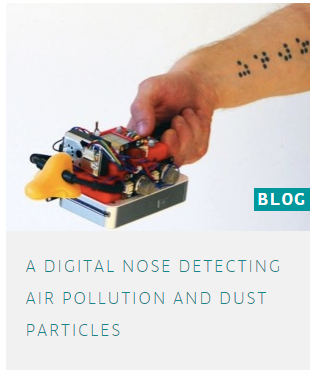 BLOG
A DIGITAL NOSE DETECTING
AIR POLLUTION AND DUST
PARTICLES